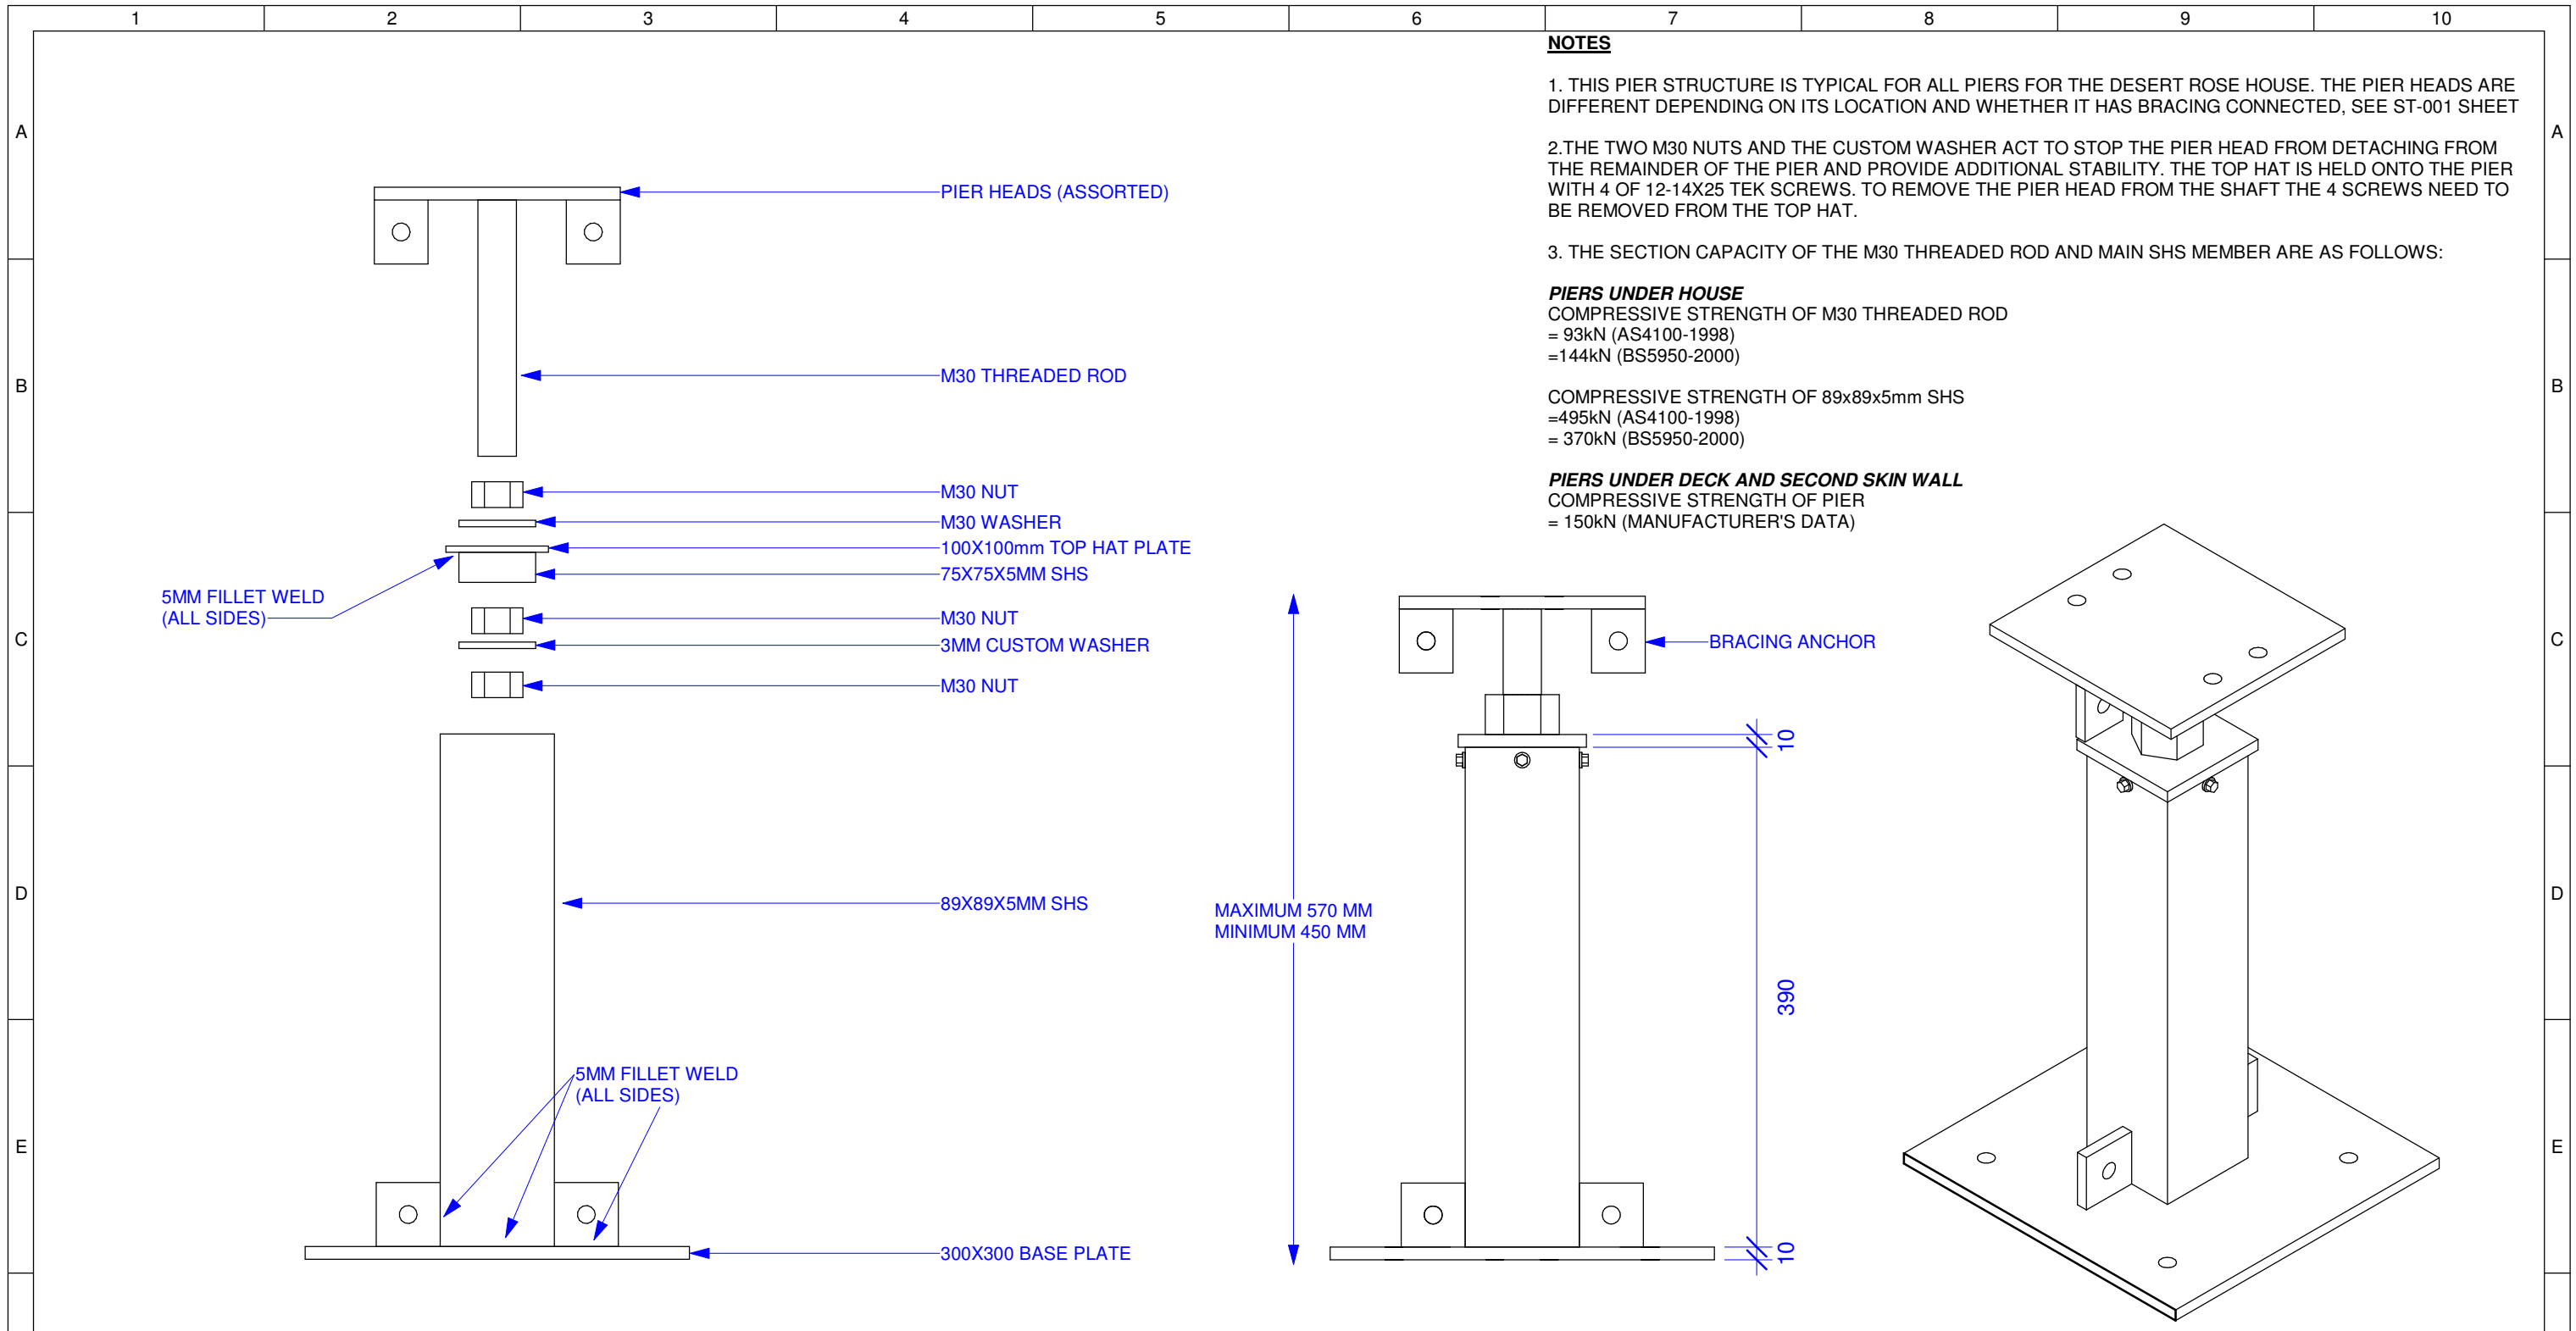 1 2 3 4 5 6 7 8 9 10
NOTES
1. THIS PIER STRUCTURE IS TYPICAL FOR ALL PIERS FOR THE DESERT ROSE HOUSE. THE PIER HEADS ARE
DIFFERENT DEPENDING ON ITS LOCATION AND WHETHER IT HAS BRACING CONNECTED, SEE ST-001 SHEET
2.THE TWO M30 NUTS AND THE CUSTOM WASHER ACT TO STOP THE PIER HEAD FROM DETACHING FROM
THE REMAINDER OF THE PIER AND PROVIDE ADDITIONAL STABILITY. THE TOP HAT IS HELD ONTO THE PIER
WITH 4 OF 12-14X25 TEK SCREWS. TO REMOVE THE PIER HEAD FROM THE SHAFT THE 4 SCREWS NEED TO
BE REMOVED FROM THE TOP HAT.
3. THE SECTION CAPACITY OF THE M30 THREADED ROD AND MAIN SHS MEMBER ARE AS FOLLOWS:
PIERS UNDER HOUSE
COMPRESSIVE STRENGTH OF M30 THREADED ROD
= 93kN (AS4100-1998)
=144kN (BS5950-2000)
COMPRESSIVE STRENGTH OF 89x89x5mm SHS
=495kN (AS4100-1998)
= 370kN (BS5950-2000)
PIERS UNDER DECK AND SECOND SKIN WALL
COMPRESSIVE STRENGTH OF PIER
= 150kN (MANUFACTURER'S DATA)
A
B
C
D
E
A
B
C
D
E
PIER HEADS (ASSORTED)
M30 THREADED ROD
M30 NUT
M30 WASHER
100X100mm TOP HAT PLATE
75X75X5MM SHS
5MM FILLET WELD
(ALL SIDES)
M30 NUT
3MM CUSTOM WASHER
M30 NUT
89X89X5MM SHS
5MM FILLET WELD
(ALL SIDES)
300X300 BASE PLATE
BRACING ANCHOR
MAXIMUM 570 MM
MINIMUM 450 MM
10
390
10